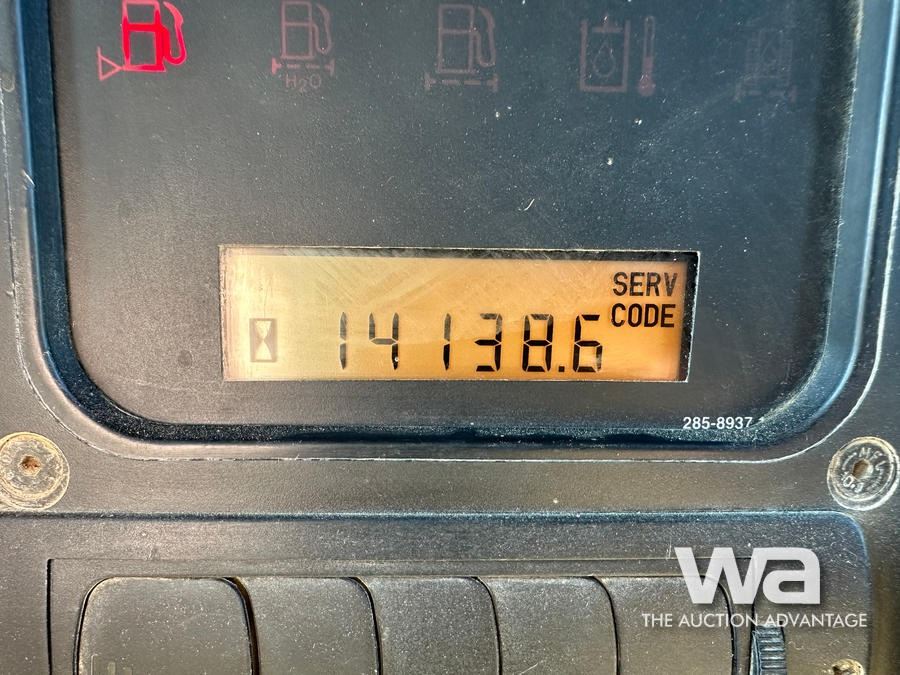 H₂O
SERV
CODE
14138.6
285-8937
wa
THE AUCTION ADVANTAGE